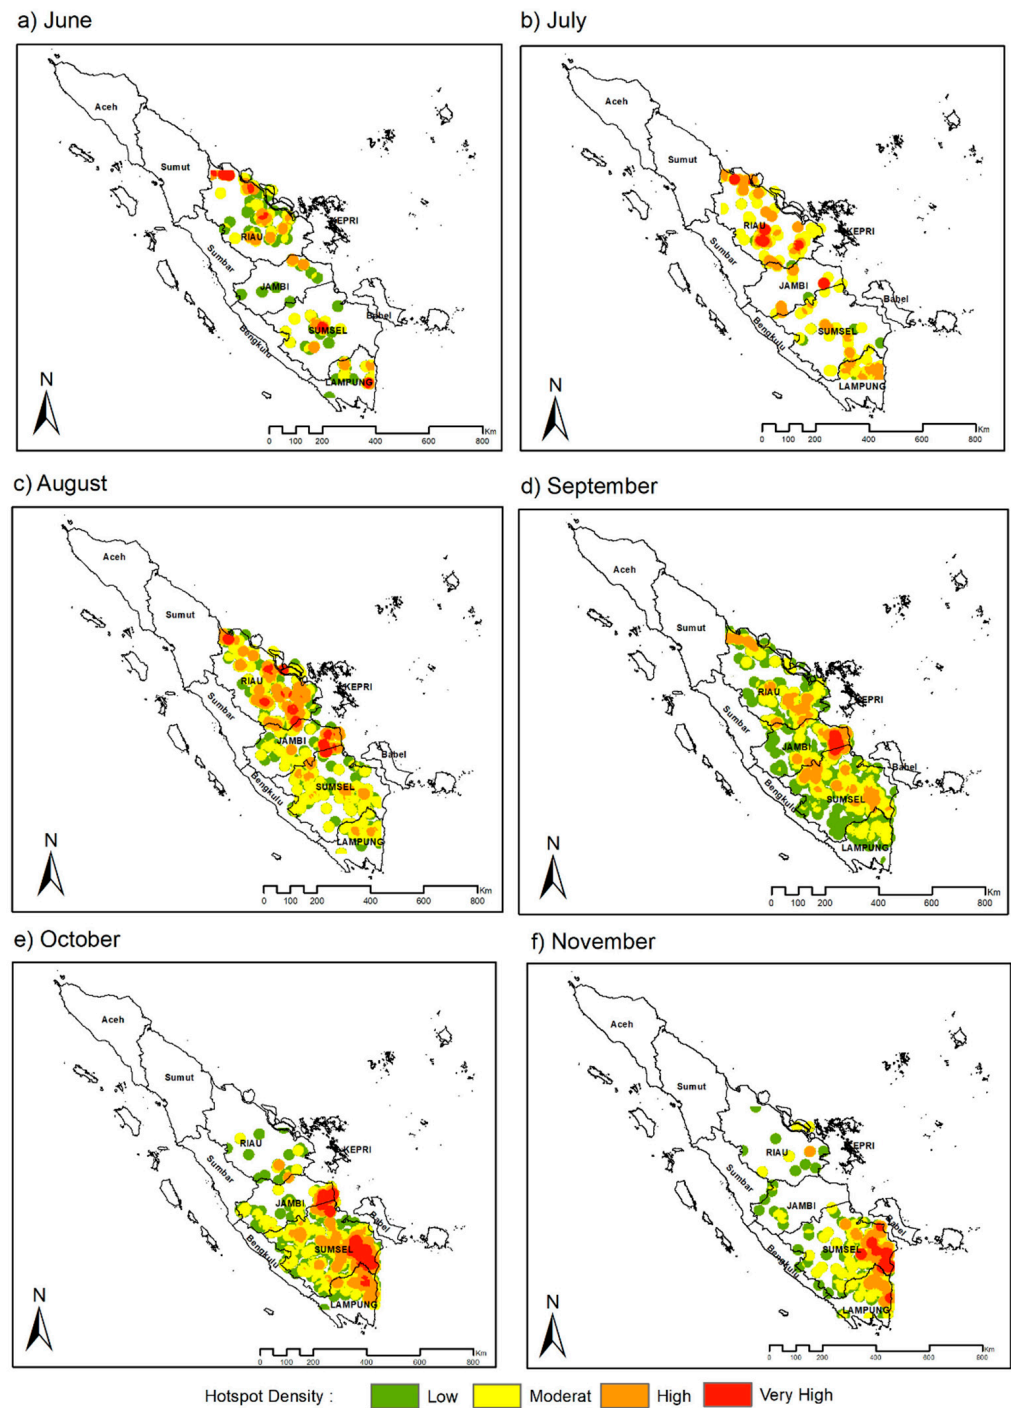 a) June
b) July
Aceh
Sumut
KEPRI
RIAU
Sumbar
JAMBI
Babel
SUMSEL
Bengkulu
LAMPUNG
N
Km
0 100 200 400 600 800
Aceh
Sumut
RIAU
KEPRI
Sumbar
JAMBI
Babel
Bengkulu
SUMSEL
LAMPUNG
N
Km
0 100 200 400 600 800
c) August
d) September
Aceh
Sumut
RIAU
KEPRI
Sumbar
JAMBI
Babel
Bengkulu
SUMSEL
LAMPUNG
N
Km
0 100 200 400 600 800
Aceh
Sumut
RIAU
KEPRI
Sumbar
JAMBI
Babel
Bengkulu
SUMSEL
LAMPUNG
N
Km
0 100 200 400 600 800
e) October
f) November
Aceh
Sumut
RIAU
KEPRI
Sumbar
JAMBI
Babel
Bengkulu
SUMSEL
LAMPUNG
N
Km
0 100 200 400 600 800
Aceh
Sumut
RIAU
KEPRI
Sumbar
JAMBI
Babel
Bengkulu
SUMSEL
LAMPUNG
N
Km
0 100 200 400 600 800
Hotspot Density : Low Moderat High Very High